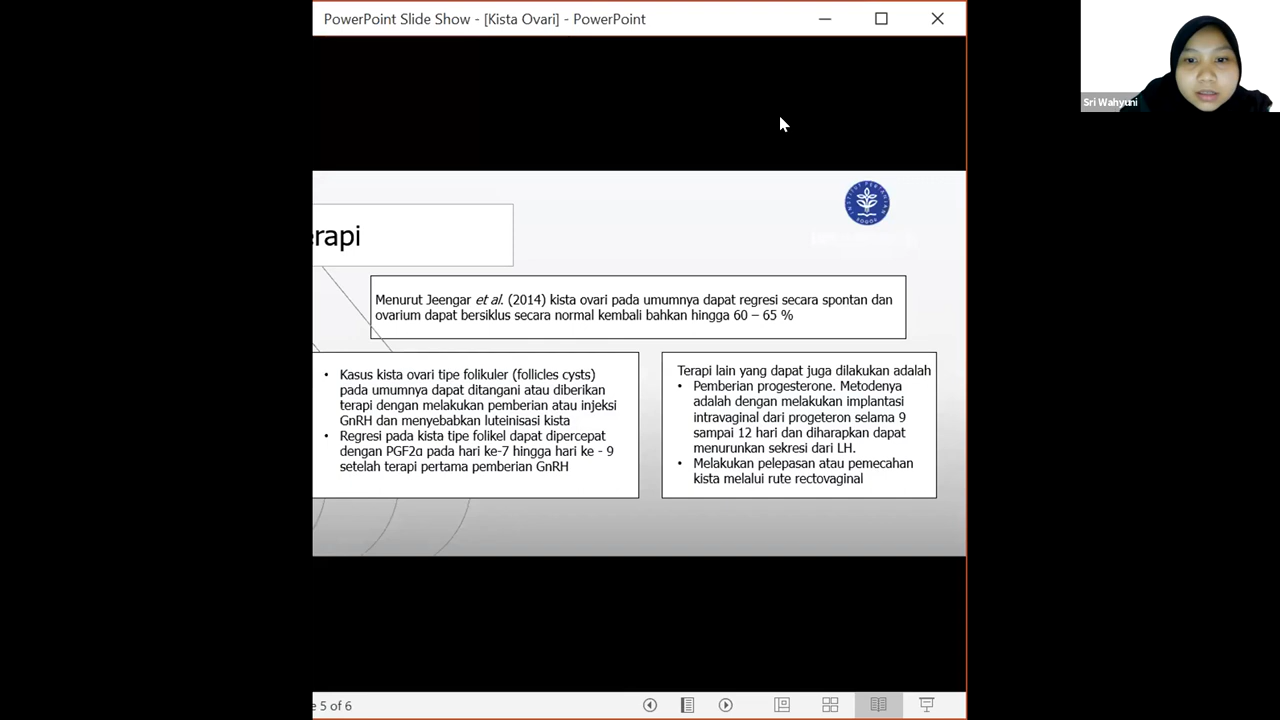 PowerPoint Slide Show - [Kista Ovari] - PowerPoint
Sri Wahyuni
INSTITUT PERTANIAN
BOGOR
erapi
Menurut Jeengar et al. (2014) kista ovari pada umumnya dapat regresi secara spontan dan
ovarium dapat bersiklus secara normal kembali bahkan hingga 60 – 65 %
• Kasus kista ovari tipe folikuler (follicles cysts)
pada umumnya dapat ditangani atau diberikan
terapi dengan melakukan pemberian atau injeksi
GnRH dan menyebabkan luteinisasi kista
• Regresi pada kista tipe folikel dapat dipercepat
dengan PGF2α pada hari ke-7 hingga hari ke - 9
setelah terapi pertama pemberian GnRH
Terapi lain yang dapat juga dilakukan adalah
• Pemberian progesterone. Metodenya
adalah dengan melakukan implantasi
intravaginal dari progeteron selama 9
sampai 12 hari dan diharapkan dapat
menurunkan sekresi dari LH.
• Melakukan pelepasan atau pemecahan
kista melalui rute rectovaginal
e 5 of 6